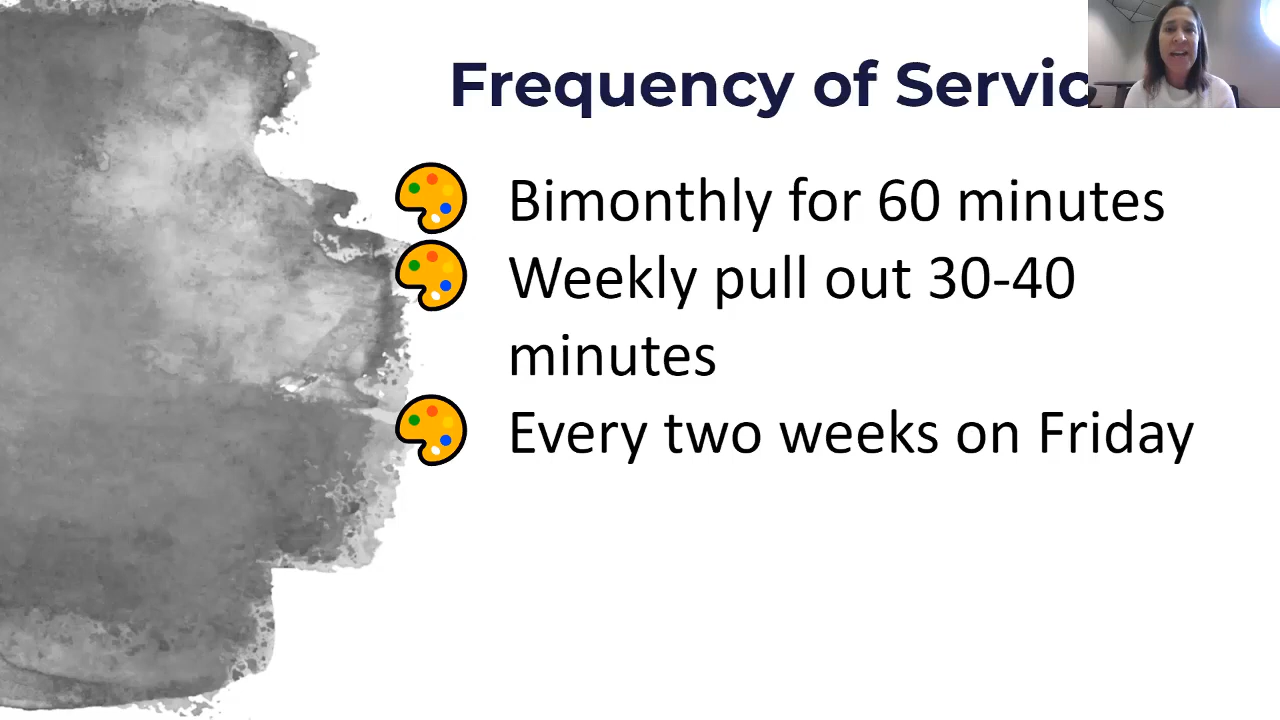 Frequency of Servic
Bimonthly for 60 minutes
Weekly pull out 30-40
minutes
Every two weeks on Friday